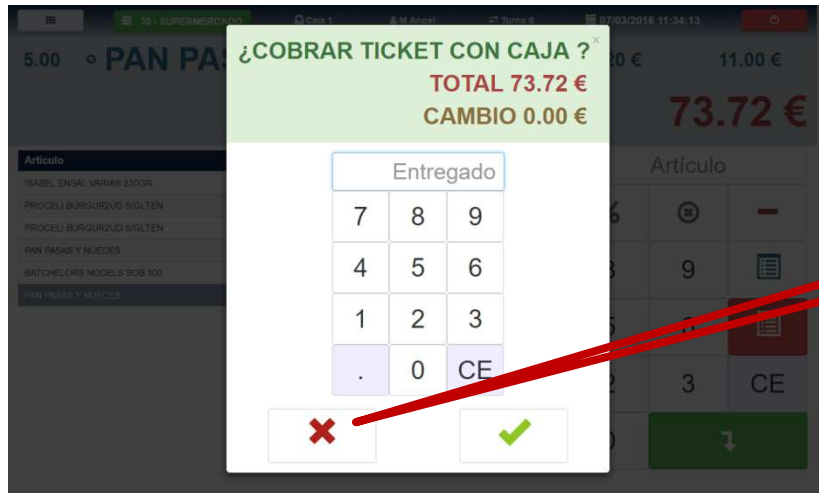 30 - SUPERMERCADO Caja 1 M Angel Turno 0 07/03/2016 11:34:13
5.00 PAN PA 20 € 11.00 €
73.72 €
¿COBRAR TICKET CON CAJA ?
×
TOTAL 73.72 €
CAMBIO 0.00 €
Entregado
7 8 9
4 5 6
1 2 3
. 0 CE
Artículo
ISABEL ENSAL VARIAS 230GR
PROCELI BURGUR2UD S/GLTEN
PROCELI BURGUR2UD S/GLTEN
PAN PASAS Y NUECES
BATCHELORS NODELS SOB 100
PAN PASAS Y NUECES
Artículo
9
3 CE